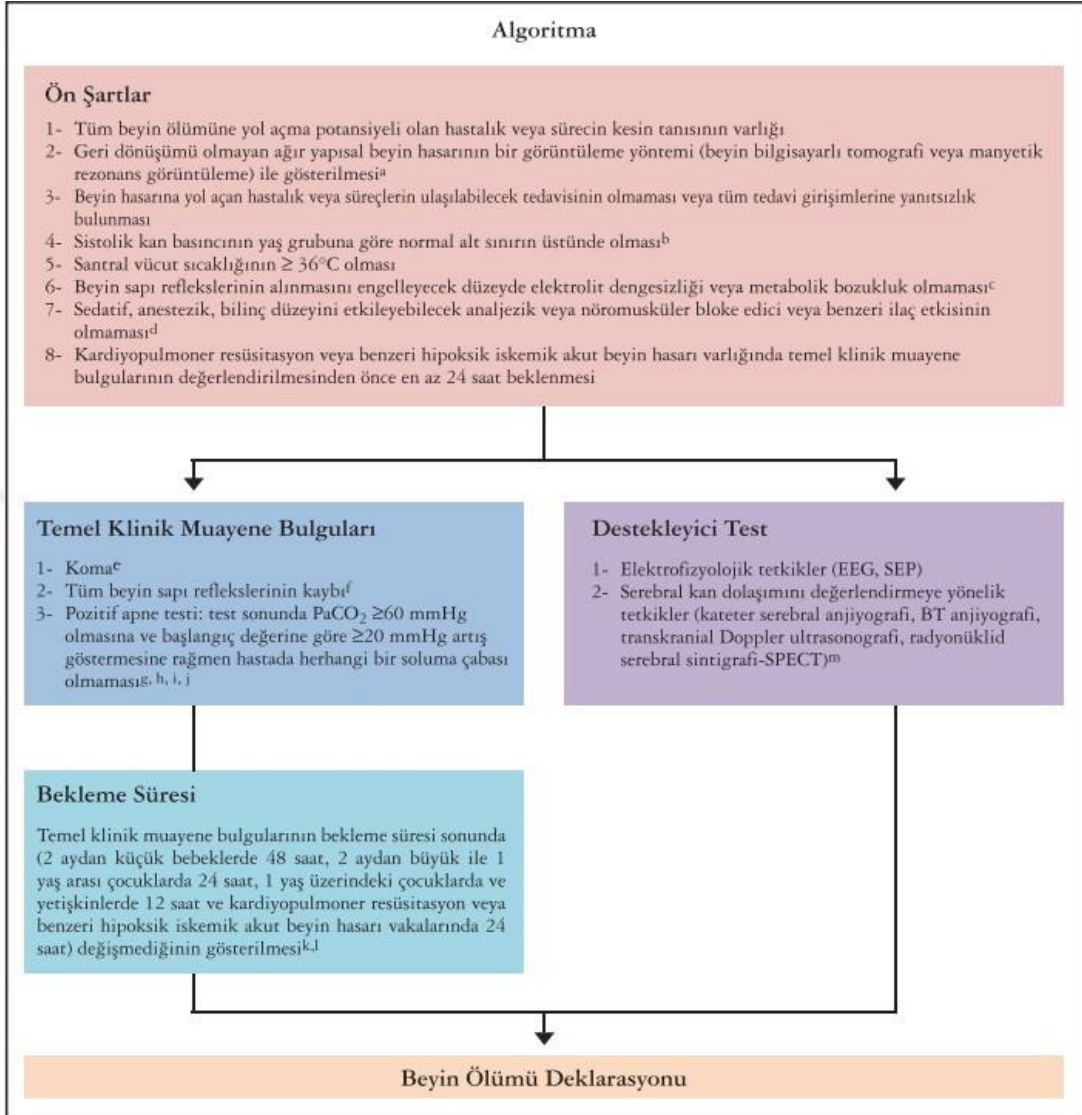 Algoritma
Ön Şartlar
1- Tüm beyin ölümüne yol açma potansiyeli olan hastalık veya sürecin kesin tanısının varlığı
2- Geri dönüşümü olmayan ağır yapısal beyin hasarının bir görüntüleme yöntemi (beyin bilgisayarlı tomografi veya manyetik
rezonans görüntüleme) ile gösterilmesiᵃ
3- Beyin hasarına yol açan hastalık veya süreçlerin ulaşılabilecek tedavisinin olmaması veya tüm tedavi girişimlerine yanıtsızlık
bulunması
4- Sistolik kan basıncının yaş grubuna göre normal alt sınırın üstünde olmasıᵇ
5- Santral vücut sıcaklığının ≥ 36°C olması
6- Beyin sapı reflekslerinin alınmasını engelleyecek düzeyde elektrolit dengesizliği veya metabolik bozukluk olmamasıᶜ
7- Sedatif, anestezik, bilinç düzeyini etkileyebilecek analjezik veya nöromusküler bloke edici veya benzeri ilaç etkisinin
olmamasıᵈ
8- Kardiyopulmoner resüsitasyon veya benzeri hipoksik iskemik akut beyin hasarı varlığında temel klinik muayene
bulgularının değerlendirilmesinden önce en az 24 saat beklenmesi
Temel Klinik Muayene Bulguları
1- Komaᵉ
2- Tüm beyin sapı reflekslerinin kaybıᶠ
3- Pozitif apne testi: test sonunda PaCO₂ ≥60 mmHg
olmasına ve başlangıç değerine göre ≥20 mmHg artış
göstermesine rağmen hastada herhangi bir soluma çabası
olmamasıᵍ, ʰ, ⁱ, ʲ
Destekleyici Test
1- Elektrofizyolojik tetkikler (EEG, SEP)
2- Serebral kan dolaşımını değerlendirmeye yönelik
tetkikler (kateter serebral anjiyografi, BT anjiyografi,
transkranial Doppler ultrasonografi, radyonüklid
serebral sintigrafi-SPECT)ᵐ
Bekleme Süresi
Temel klinik muayene bulgularının bekleme süresi sonunda
(2 aydan küçük bebeklerde 48 saat, 2 aydan büyük ile 1
yaş arası çocuklarda 24 saat, 1 yaş üzerindeki çocuklarda ve
yetişkinlerde 12 saat ve kardiyopulmoner resüsitasyon veya
benzeri hipoksik iskemik akut beyin hasarı vakalarında 24
saat) değişmediğinin gösterilmesiᵏ,ˡ
Beyin Ölümü Deklarasyonu